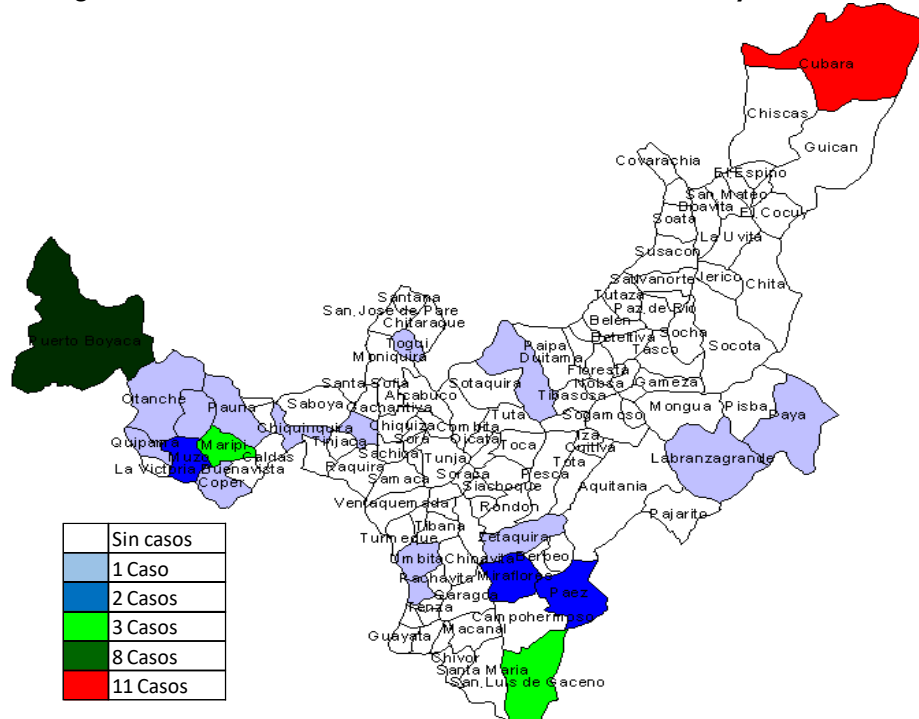 Cubara
Chiscas
Guican
Covarachia
El Espino
San Mateo
Boavita
El Cocuy
Soata
La Uvita
Susacon
Sativanorte
Jerico
Chita
Tutaza
Paz de Rio
Santana
San Jose de Pare
Chitaraque
Belen
Socha
Puerto Boyaca
Togui
Moniquira
Paipa
Duitama
Tasco
Socota
Floresta
Nobsa
Gameza
Santa Sofia
Sotaquira
Otanche
Pauna
Saboya
Arcabuco
Tibasosa
Mongua
Pisba
Paya
Tuta
Sogamoso
Chiquinquira
Chiquiza
Combita
Tinjaca
Sora
Oicata
Toca
Iza
Cuitiva
Quipama
Maripi
Muzo
Caldas
Sachica
Tunja
Labranzagrande
La Victoria
Buenavista
Raquira
Soraca
Pesca
Tota
Coper
Samaca
Siachoque
Aquitania
Ventaquemada
Rondon
Pajarito
Tibana
Turmeque
Zetaquira
Umbita
Chinavita
Berbeo
Pachavita
Miraflores
Garagoa
Paez
Tenza
Campohermoso
Guayata
Macanal
Chivor
Santa Maria
San Luis de Gaceno
Sin casos
1 Caso
2 Casos
3 Casos
8 Casos
11 Casos